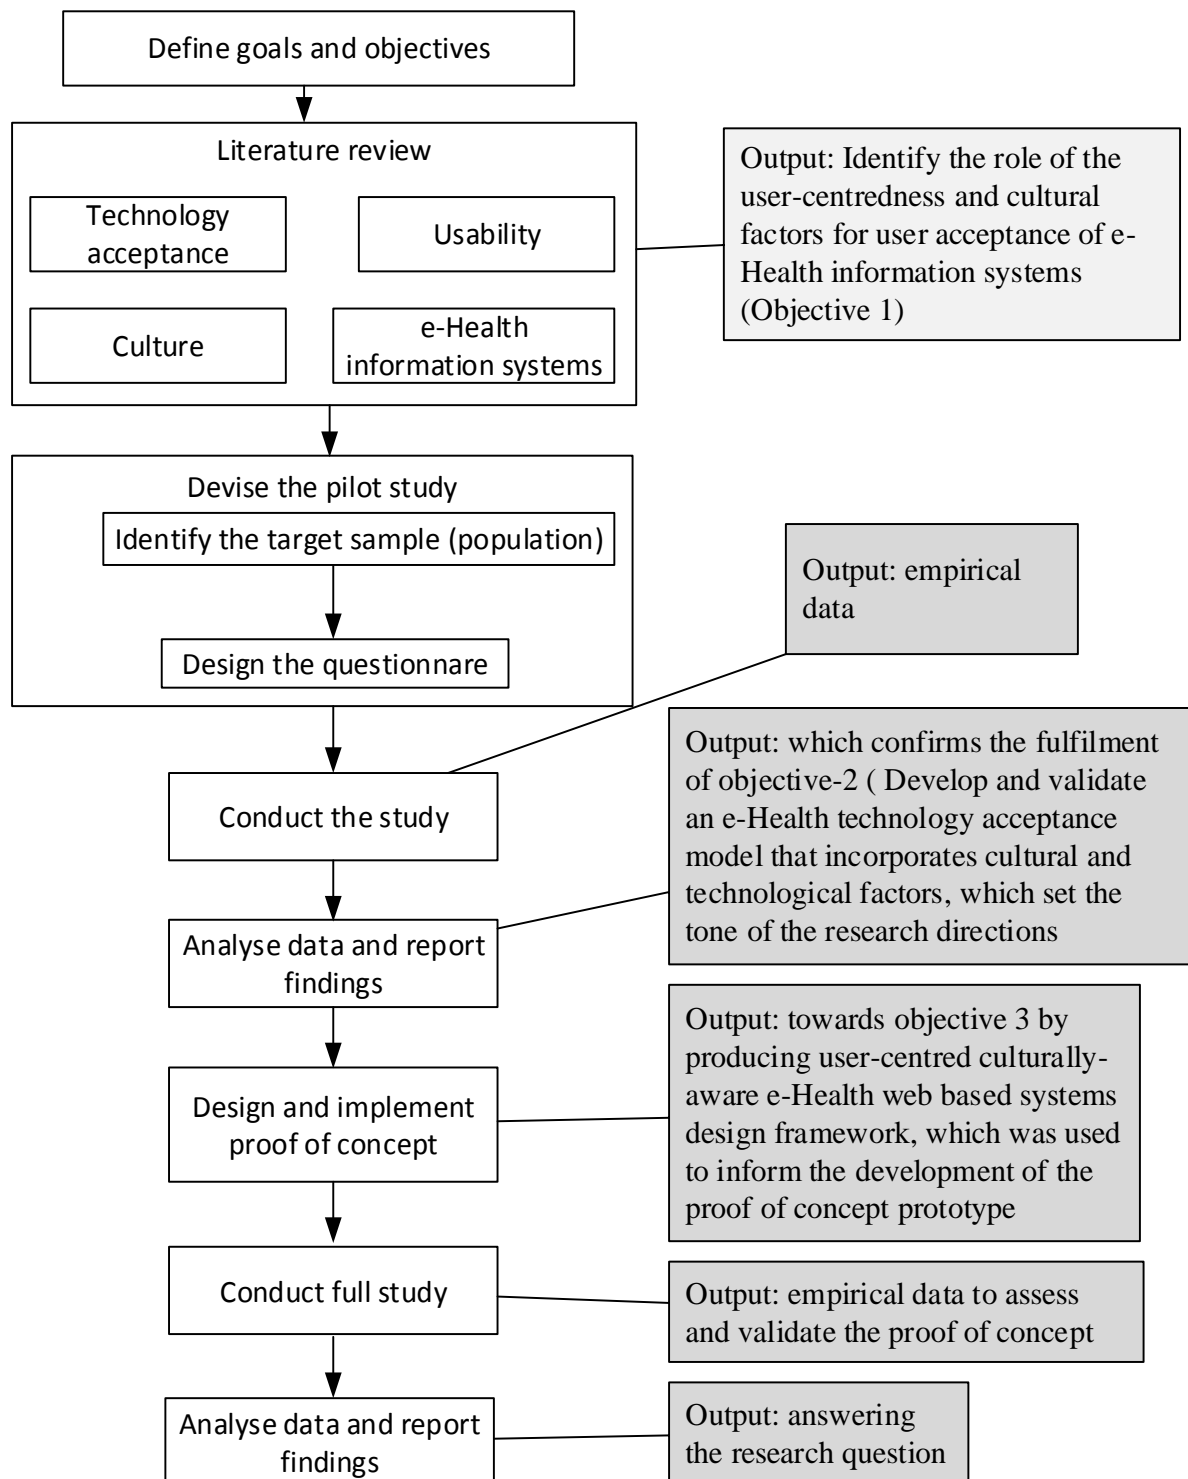 Define goals and objectives
Literature review
Technology
acceptance
Usability
Culture
e-Health
information systems
Output: Identify the role of the
user-centredness and cultural
factors for user acceptance of e-
Health information systems
(Objective 1)
Devise the pilot study
Identify the target sample (population)
Design the questionnare
Output: empirical
data
Conduct the study
Output: which confirms the fulfilment
of objective-2 ( Develop and validate
an e-Health technology acceptance
model that incorporates cultural and
technological factors, which set the
tone of the research directions
Analyse data and report
findings
Output: towards objective 3 by
producing user-centred culturally-
aware e-Health web based systems
design framework, which was used
to inform the development of the
proof of concept prototype
Design and implement
proof of concept
Conduct full study
Output: empirical data to assess
and validate the proof of concept
Analyse data and report
findings
Output: answering
the research question